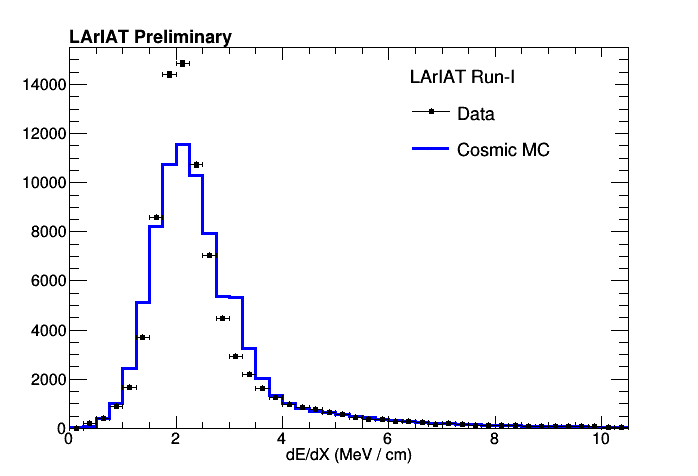 LArIAT Preliminary
LArIAT Run-I
Data
Cosmic MC
14000
12000
10000
8000
6000
4000
2000
0
0 2 4 6 8 10
dE/dX (MeV / cm)